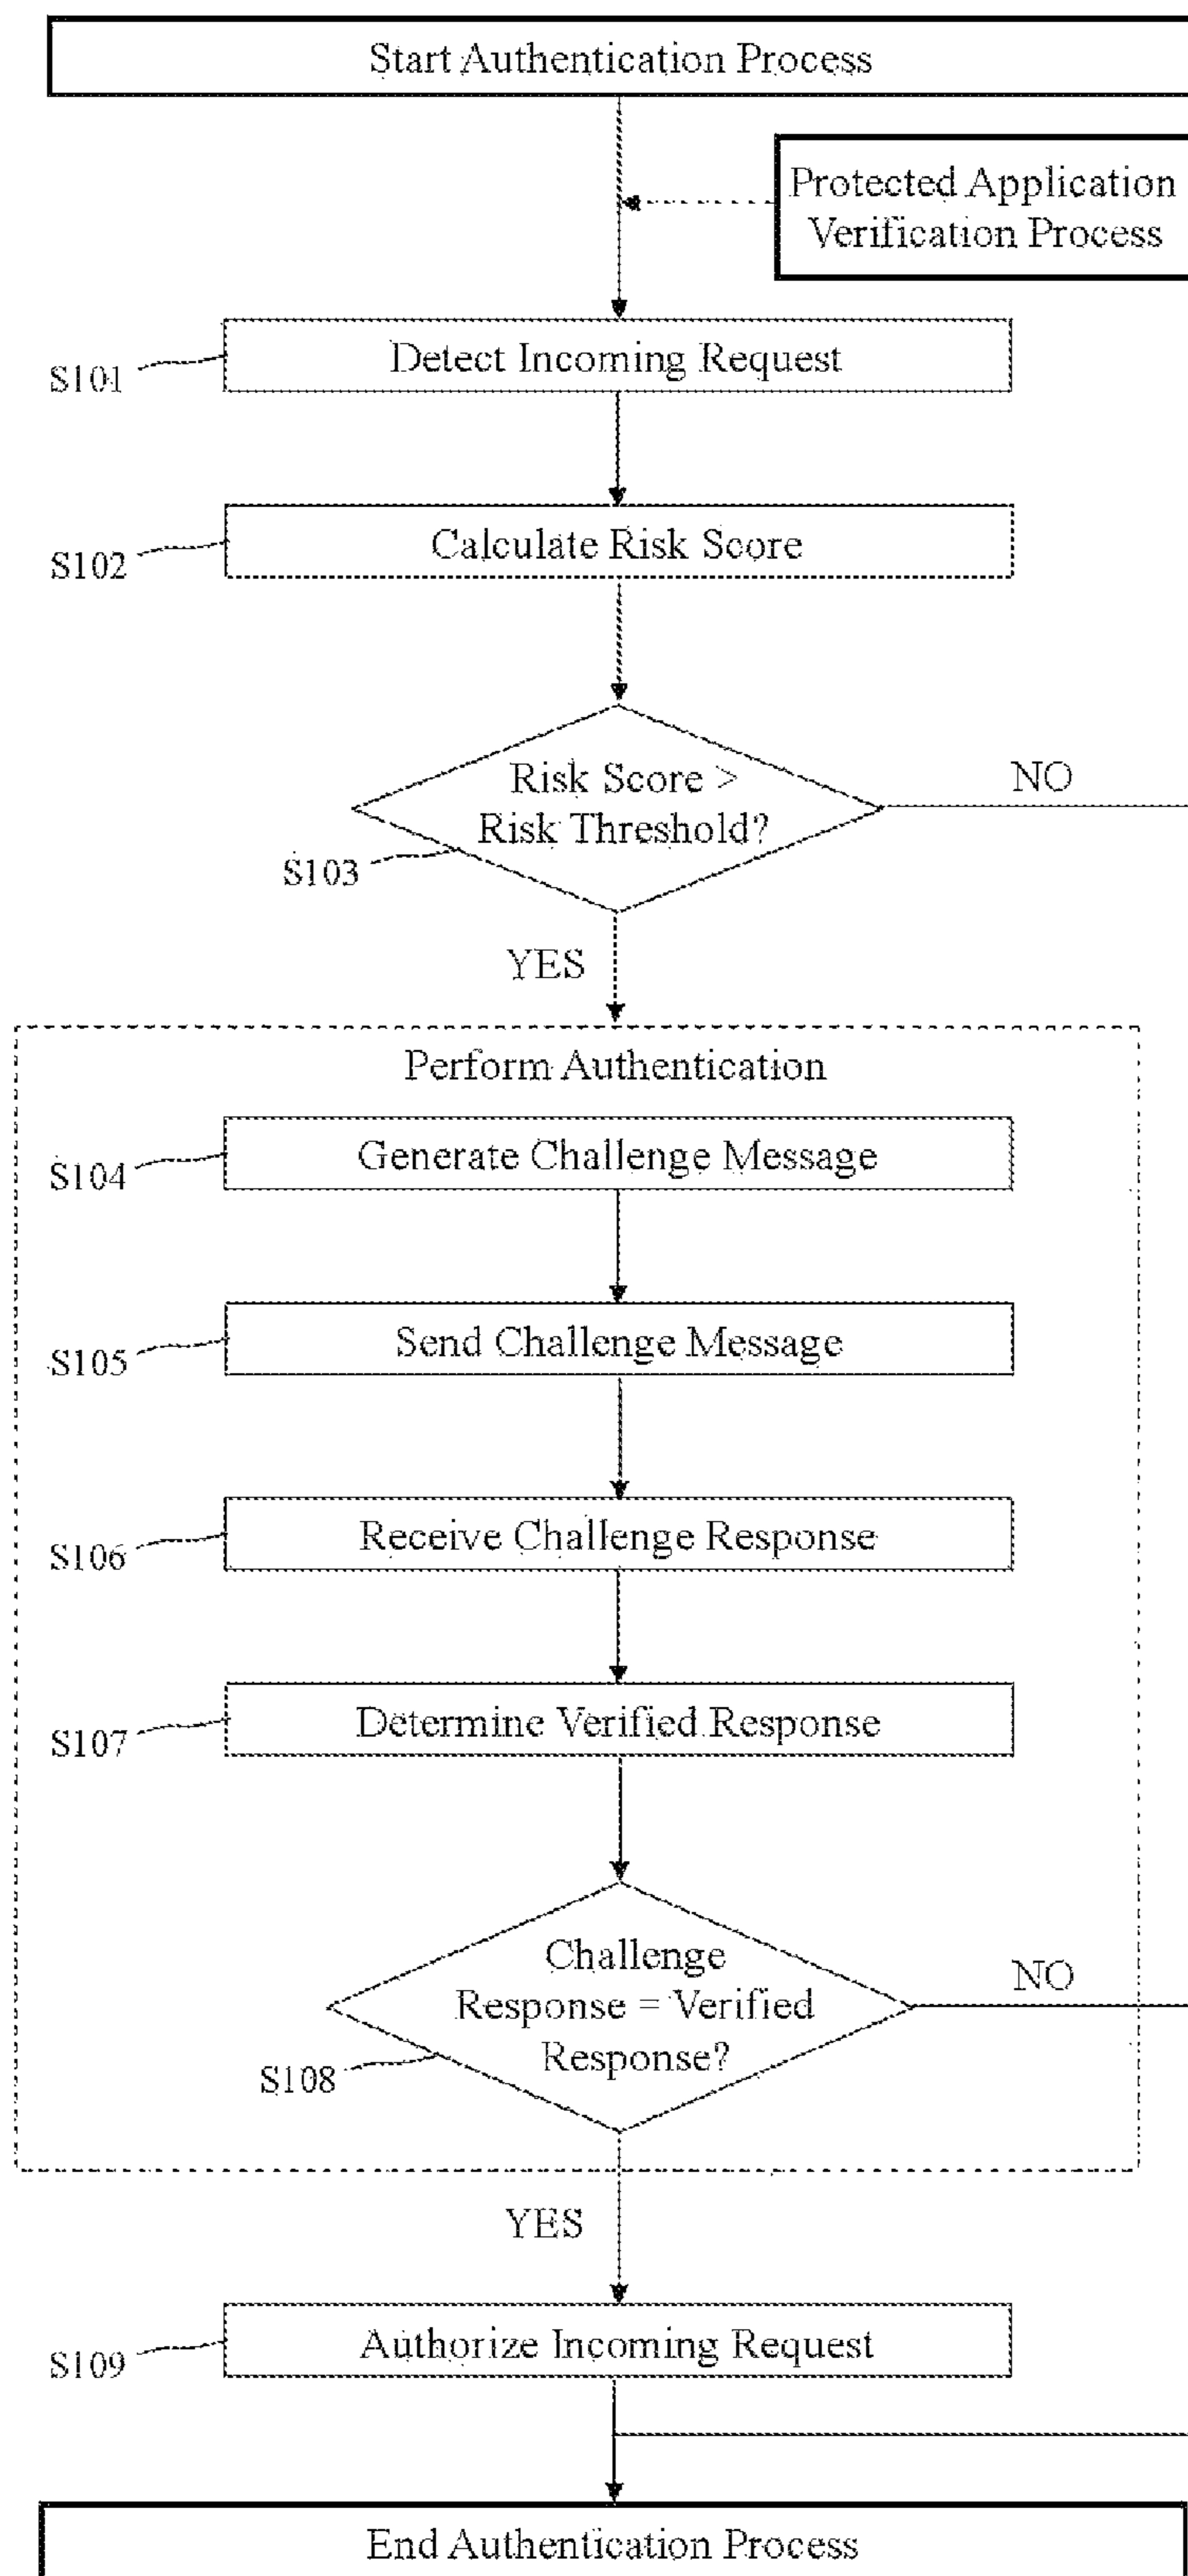 Start Authentication Process
Protected Application
Verification Process
Detect Incoming Request
S101
Calculate Risk Score
S102
Risk Score >
Risk Threshold?
NO
S103
YES
Perform Authentication
Generate Challenge Message
S104
Send Challenge Message
S105
Receive Challenge Response
S106
Determine Verified Response
S107
Challenge
Response = Verified
Response?
NO
S108
YES
Authorize Incoming Request
S109
End Authentication Process